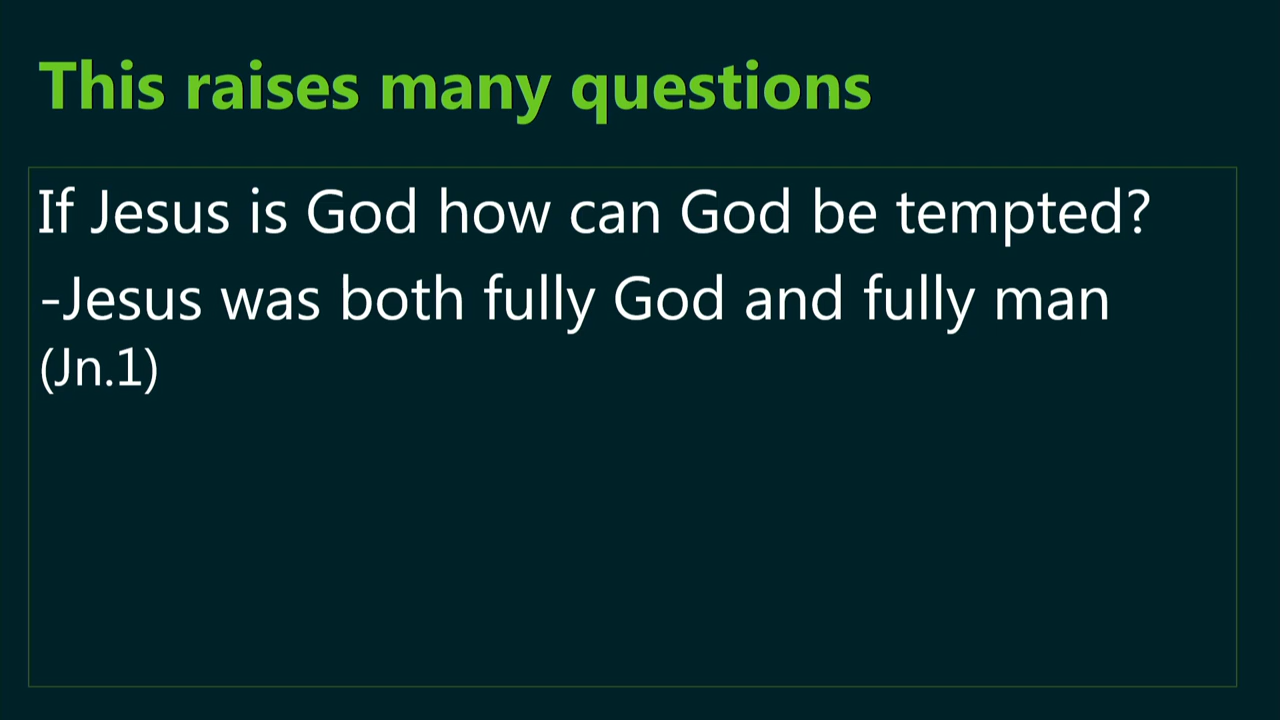 This raises many questions
If Jesus is God how can God be tempted?
-Jesus was both fully God and fully man
(Jn.1)